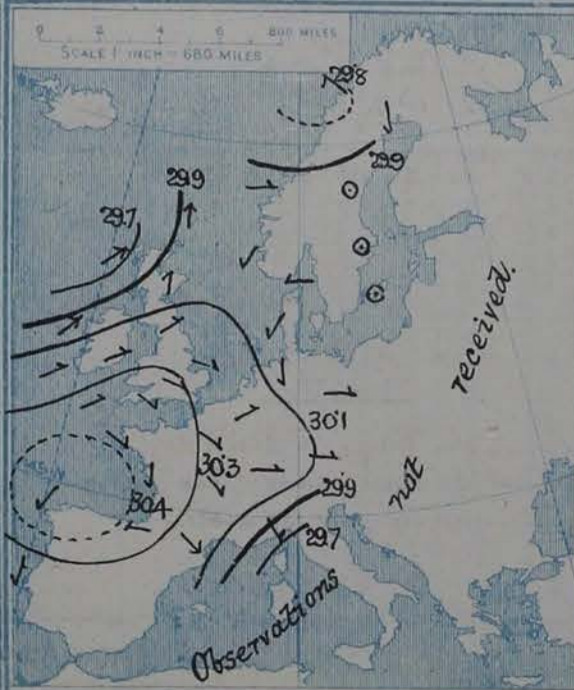 0 2 4 6 800 MILES
SCALE 1 INCH = 680 MILES
29.8
29.9
29.9
29.7
30.1
30.3
30.4
29.9
29.7
Observations
not
received.